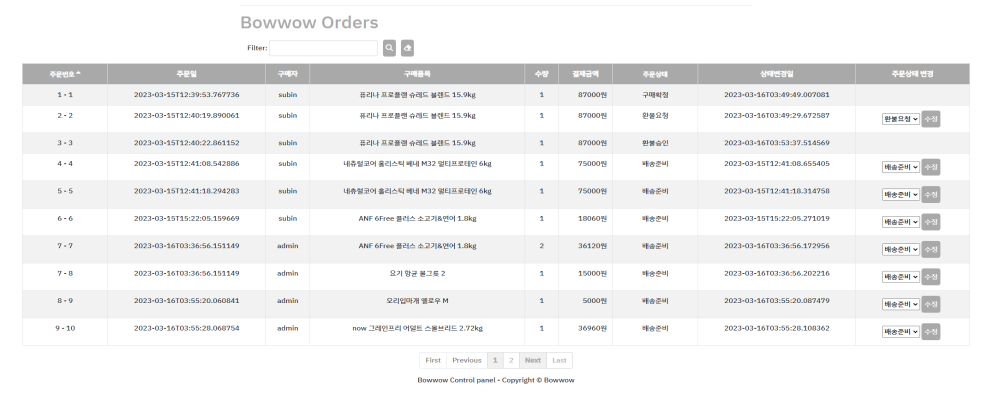 Bowwow Orders
Filter:
주문번호 주문일 구매자 구매품목 수량 결제금액 주문상태 상태변경일 주문상태 변경
1 - 1 2023-03-15T12:39:53.767736 subin 퓨리나 프로플랜 슈레드 블렌드 15.9kg 1 87000원 구매확정 2023-03-16T03:49:49.007081
2 - 2 2023-03-15T12:40:19.890061 subin 퓨리나 프로플랜 슈레드 블렌드 15.9kg 1 87000원 환불요청 2023-03-16T03:49:29.672587 환불요청 수정
3 - 3 2023-03-15T12:40:22.861152 subin 퓨리나 프로플랜 슈레드 블렌드 15.9kg 1 87000원 환불승인 2023-03-16T03:53:37.514569
4 - 4 2023-03-15T12:41:08.542886 subin 네츄럴코어 홀리스틱 베네 M32 멀티프로테인 6kg 1 75000원 배송준비 2023-03-15T12:41:08.655405 배송준비 수정
5 - 5 2023-03-15T12:41:18.294283 subin 네츄럴코어 홀리스틱 베네 M32 멀티프로테인 6kg 1 75000원 배송준비 2023-03-15T12:41:18.314758 배송준비 수정
6 - 6 2023-03-15T15:22:05.159669 subin ANF 6Free 플러스 소고기&연어 1.8kg 1 18060원 배송준비 2023-03-15T15:22:05.271019 배송준비 수정
7 - 7 2023-03-16T03:36:56.151149 admin ANF 6Free 플러스 소고기&연어 1.8kg 2 36120원 배송준비 2023-03-16T03:36:56.172956 배송준비 수정
7 - 8 2023-03-16T03:36:56.151149 admin 요기 항균 볼그릇 2 1 15000원 배송준비 2023-03-16T03:36:56.202216 배송준비 수정
8 - 9 2023-03-16T03:55:20.060841 admin 오리입마개 옐로우 M 1 5000원 배송준비 2023-03-16T03:55:20.087479 배송준비 수정
9 - 10 2023-03-16T03:55:28.068754 admin now 그레인프리 어덜트 스몰브리드 2.72kg 1 36960원 배송준비 2023-03-16T03:55:28.108362 배송준비 수정
First Previous 1 2 Next Last
Bowwow Control panel - Copyright © Bowwow